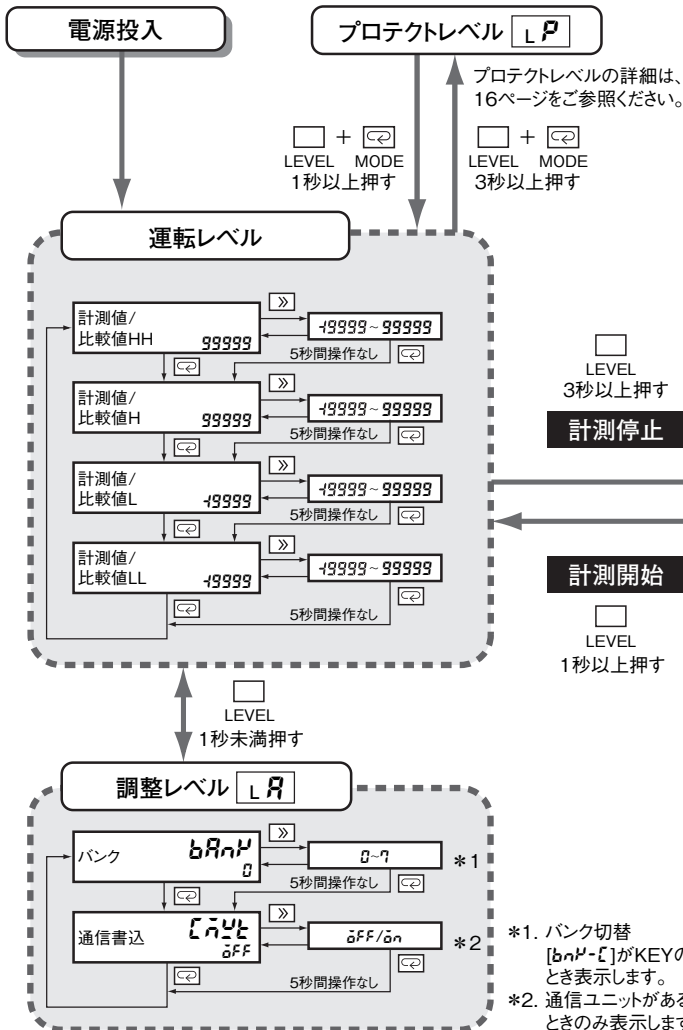 電源投入
プロテクトレベル L P
プロテクトレベルの詳細は、
16ページをご参照ください。
+
LEVEL MODE
1秒以上押す
+
LEVEL MODE
3秒以上押す
運転レベル
計測値/
比較値HH 99999
-19999~99999
5秒間操作なし
計測値/
比較値H 99999
-19999~99999
5秒間操作なし
計測値/
比較値L -19999
-19999~99999
5秒間操作なし
計測値/
比較値LL -19999
-19999~99999
5秒間操作なし
LEVEL
3秒以上押す
計測停止
計測開始
LEVEL
1秒以上押す
LEVEL
1秒未満押す
調整レベル L A
バンク bAnK
0
0~7
*1
5秒間操作なし
通信書込 CMWt
oFF
oFF/on
*2
5秒間操作なし
*1. バンク切替
[bnK-C]がKEYの
とき表示します。
*2. 通信ユニットがある
ときのみ表示します